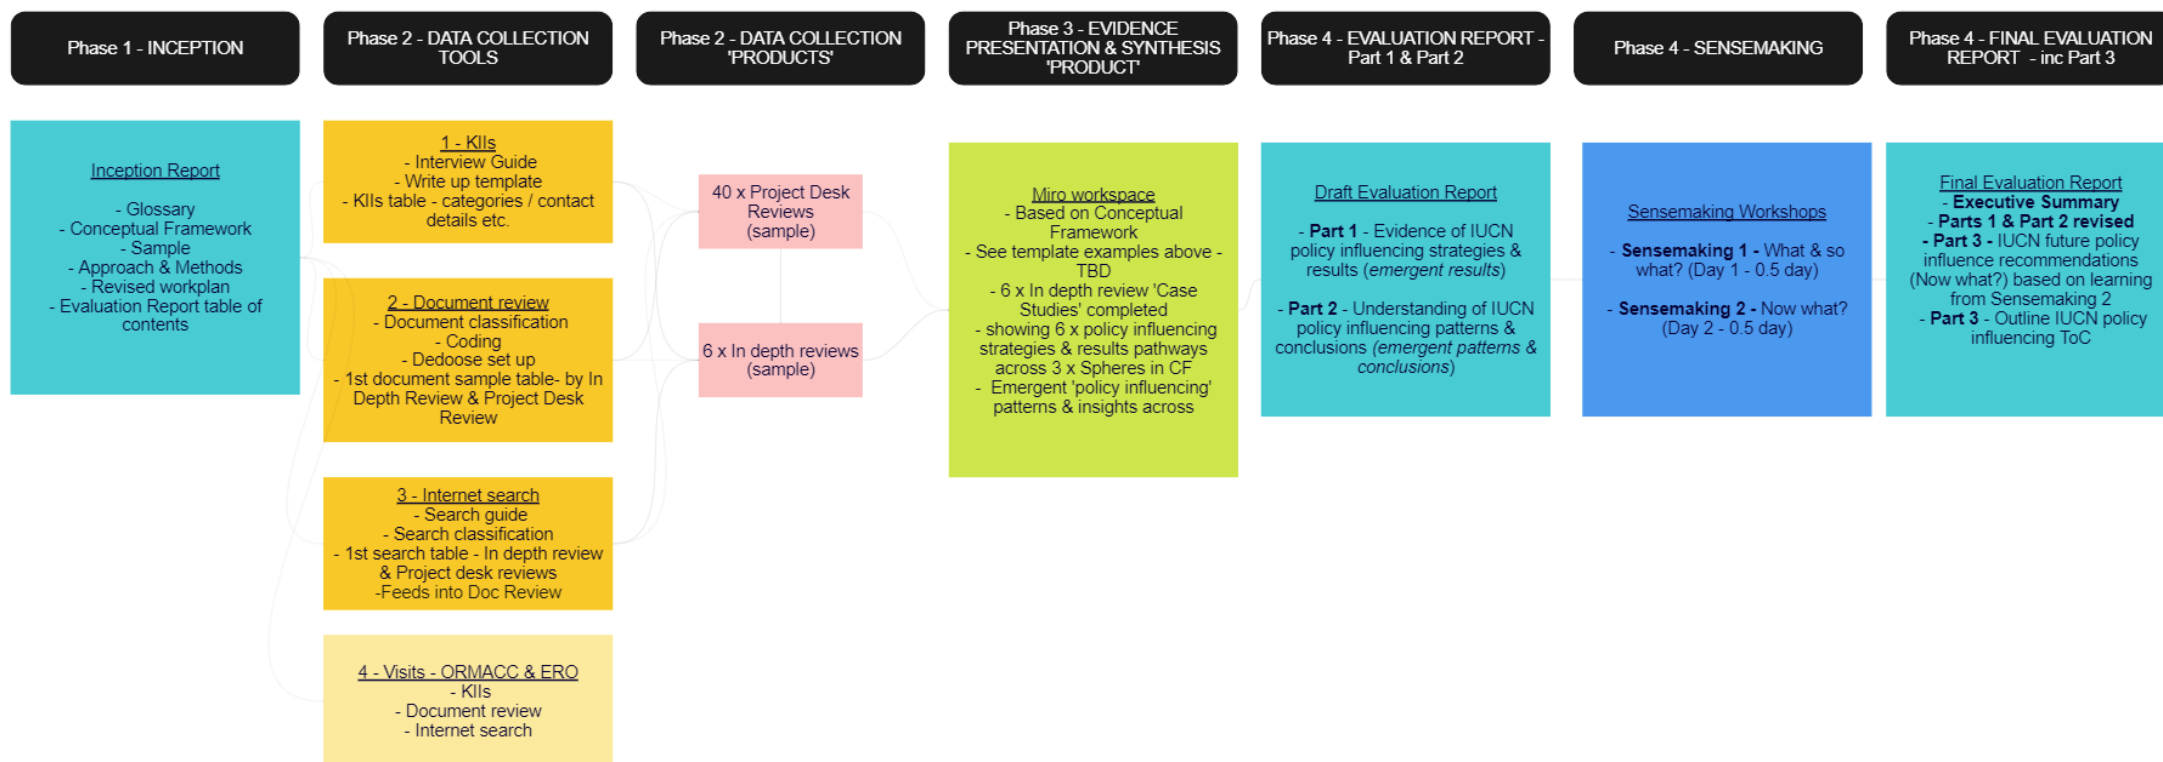 Phase 1 - INCEPTION
Phase 2 - DATA COLLECTION
TOOLS
Phase 2 - DATA COLLECTION
'PRODUCTS'
Phase 3 - EVIDENCE
PRESENTATION & SYNTHESIS
'PRODUCT'
Phase 4 - EVALUATION REPORT -
Part 1 & Part 2
Phase 4 - SENSEMAKING
Phase 4 - FINAL EVALUATION
REPORT - inc Part 3
Inception Report
- Glossary
- Conceptual Framework
- Sample
- Approach & Methods
- Revised workplan
- Evaluation Report table of
contents
1 - KIIs
- Interview Guide
- Write up template
- KIIs table - categories / contact
details etc.
2 - Document review
- Document classification
- Coding
- Dedoose set up
- 1st document sample table- by In
Depth Review & Project Desk
Review
3 - Internet search
- Search guide
- Search classification
- 1st search table - In depth review
& Project desk reviews
-Feeds into Doc Review
4 - Visits - ORMACC & ERO
- KIIs
- Document review
- Internet search
40 x Project Desk
Reviews
(sample)
6 x In depth reviews
(sample)
Miro workspace
- Based on Conceptual
Framework
- See template examples above -
TBD
- 6 x In depth review 'Case
Studies' completed
- showing 6 x policy influencing
strategies & results pathways
across 3 x Spheres in CF
- Emergent 'policy influencing'
patterns & insights across
Draft Evaluation Report
- Part 1 - Evidence of IUCN
policy influencing strategies &
results (emergent results)
- Part 2 - Understanding of IUCN
policy influencing patterns &
conclusions (emergent patterns &
conclusions)
Sensemaking Workshops
- Sensemaking 1 - What & so
what? (Day 1 - 0.5 day)
- Sensemaking 2 - Now what?
(Day 2 - 0.5 day)
Final Evaluation Report
- Executive Summary
- Parts 1 & Part 2 revised
- Part 3 - IUCN future policy
influence recommendations
(Now what?) based on learning
from Sensemaking 2
- Part 3 - Outline IUCN policy
influencing ToC